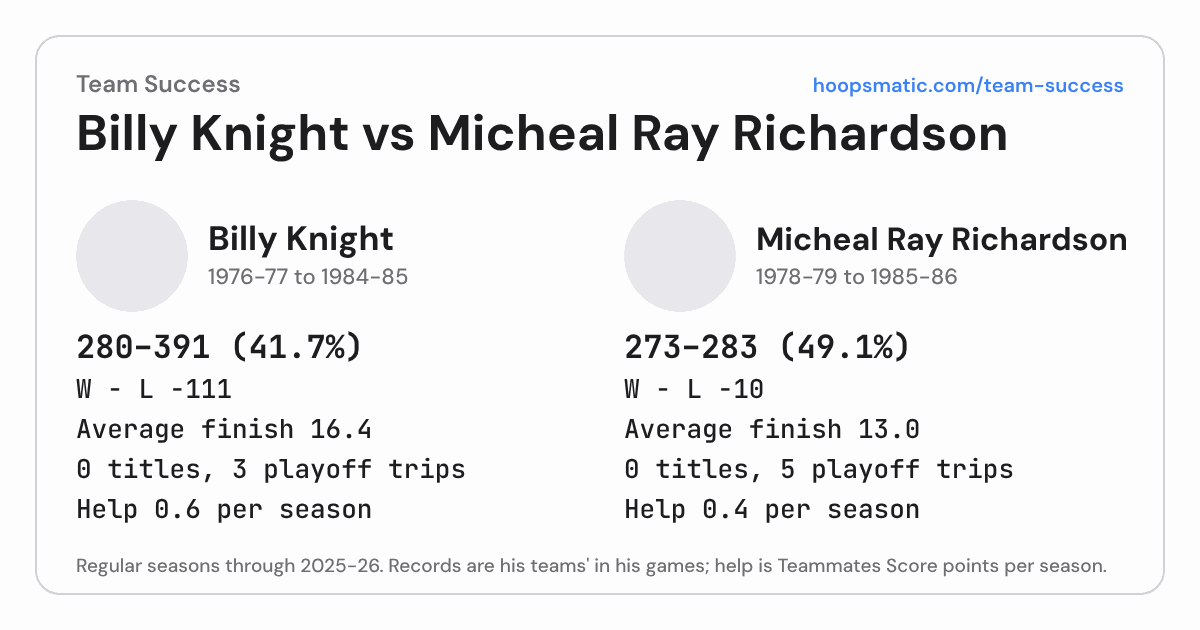 Team Success
hoopsmatic.com/team-success
Billy Knight vs Micheal Ray Richardson
Billy Knight
1976-77 to 1984-85
280-391 (41.7%)
W - L -111
Average finish 16.4
0 titles, 3 playoff trips
Help 0.6 per season
Micheal Ray Richardson
1978-79 to 1985-86
273-283 (49.1%)
W - L -10
Average finish 13.0
0 titles, 5 playoff trips
Help 0.4 per season
Regular seasons through 2025-26. Records are his teams' in his games; help is Teammates Score points per season.